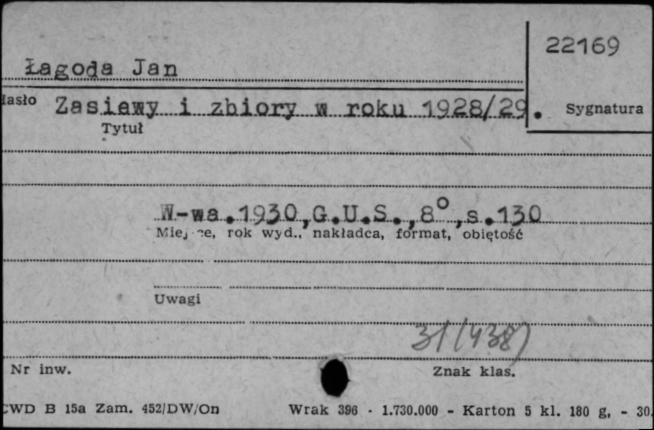 22169
Łagoda Jan
Hasło Zasiewy i zbiory w roku 1928/29. Sygnatura
Tytuł
W-wa.1930,G.U.S.,8°,s.130
Miejsce, rok wyd., nakładca, format, objętość
Uwagi
31(438)
Nr inw. Znak klas.
CWD B 15a Zam. 452/DW/On Wrak 396 - 1.730.000 - Karton 5 kl. 180 g, - 30.